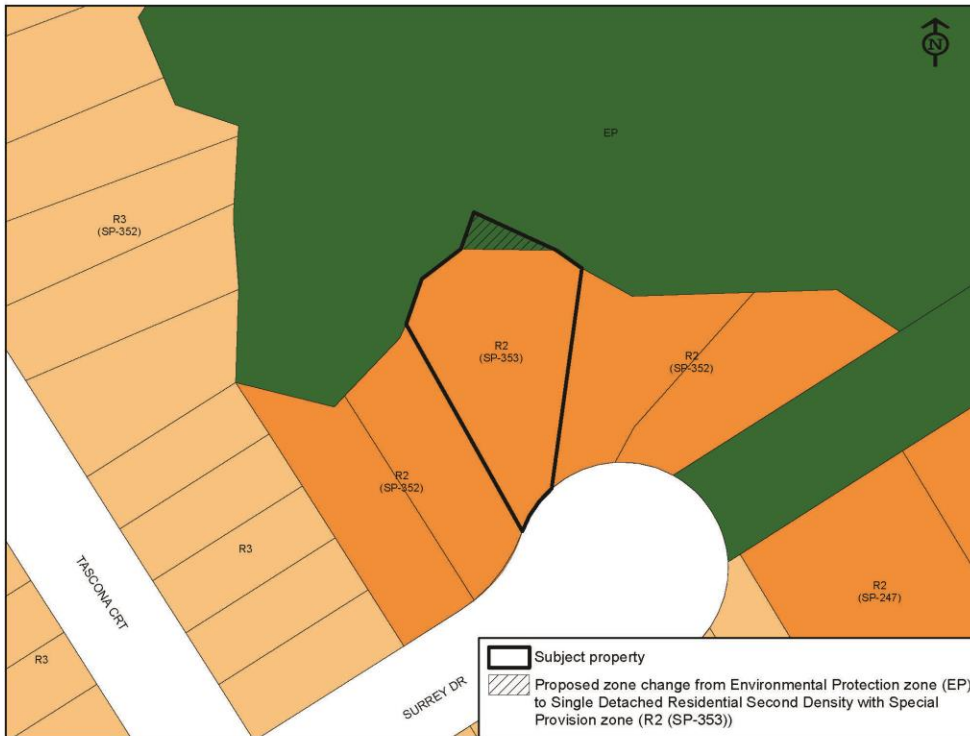 N
EP
R3
(SP-352)
R2
(SP-353)
R2
(SP-352)
R2
(SP-352)
R3
TASCONA CRT
R2
(SP-247)
R3
SURREY DR
Subject property
Proposed zone change from Environmental Protection zone (EP)
to Single Detached Residential Second Density with Special
Provision zone (R2 (SP-353))